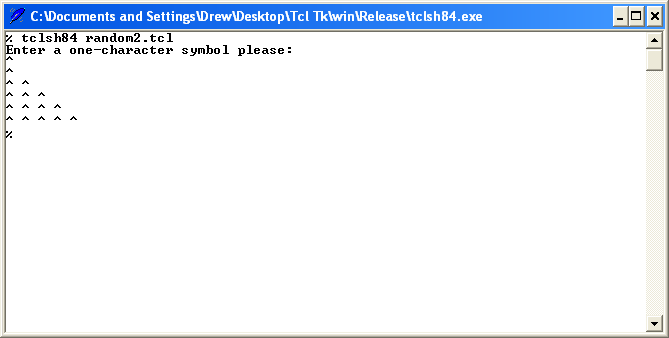 C:\Documents and Settings\Drew\Desktop\Tcl Tk\win\Release\tclsh84.exe
% tclsh84 random2.tcl
Enter a one-character symbol please:
^
^
^ ^
^ ^ ^
^ ^ ^ ^
^ ^ ^ ^ ^
%